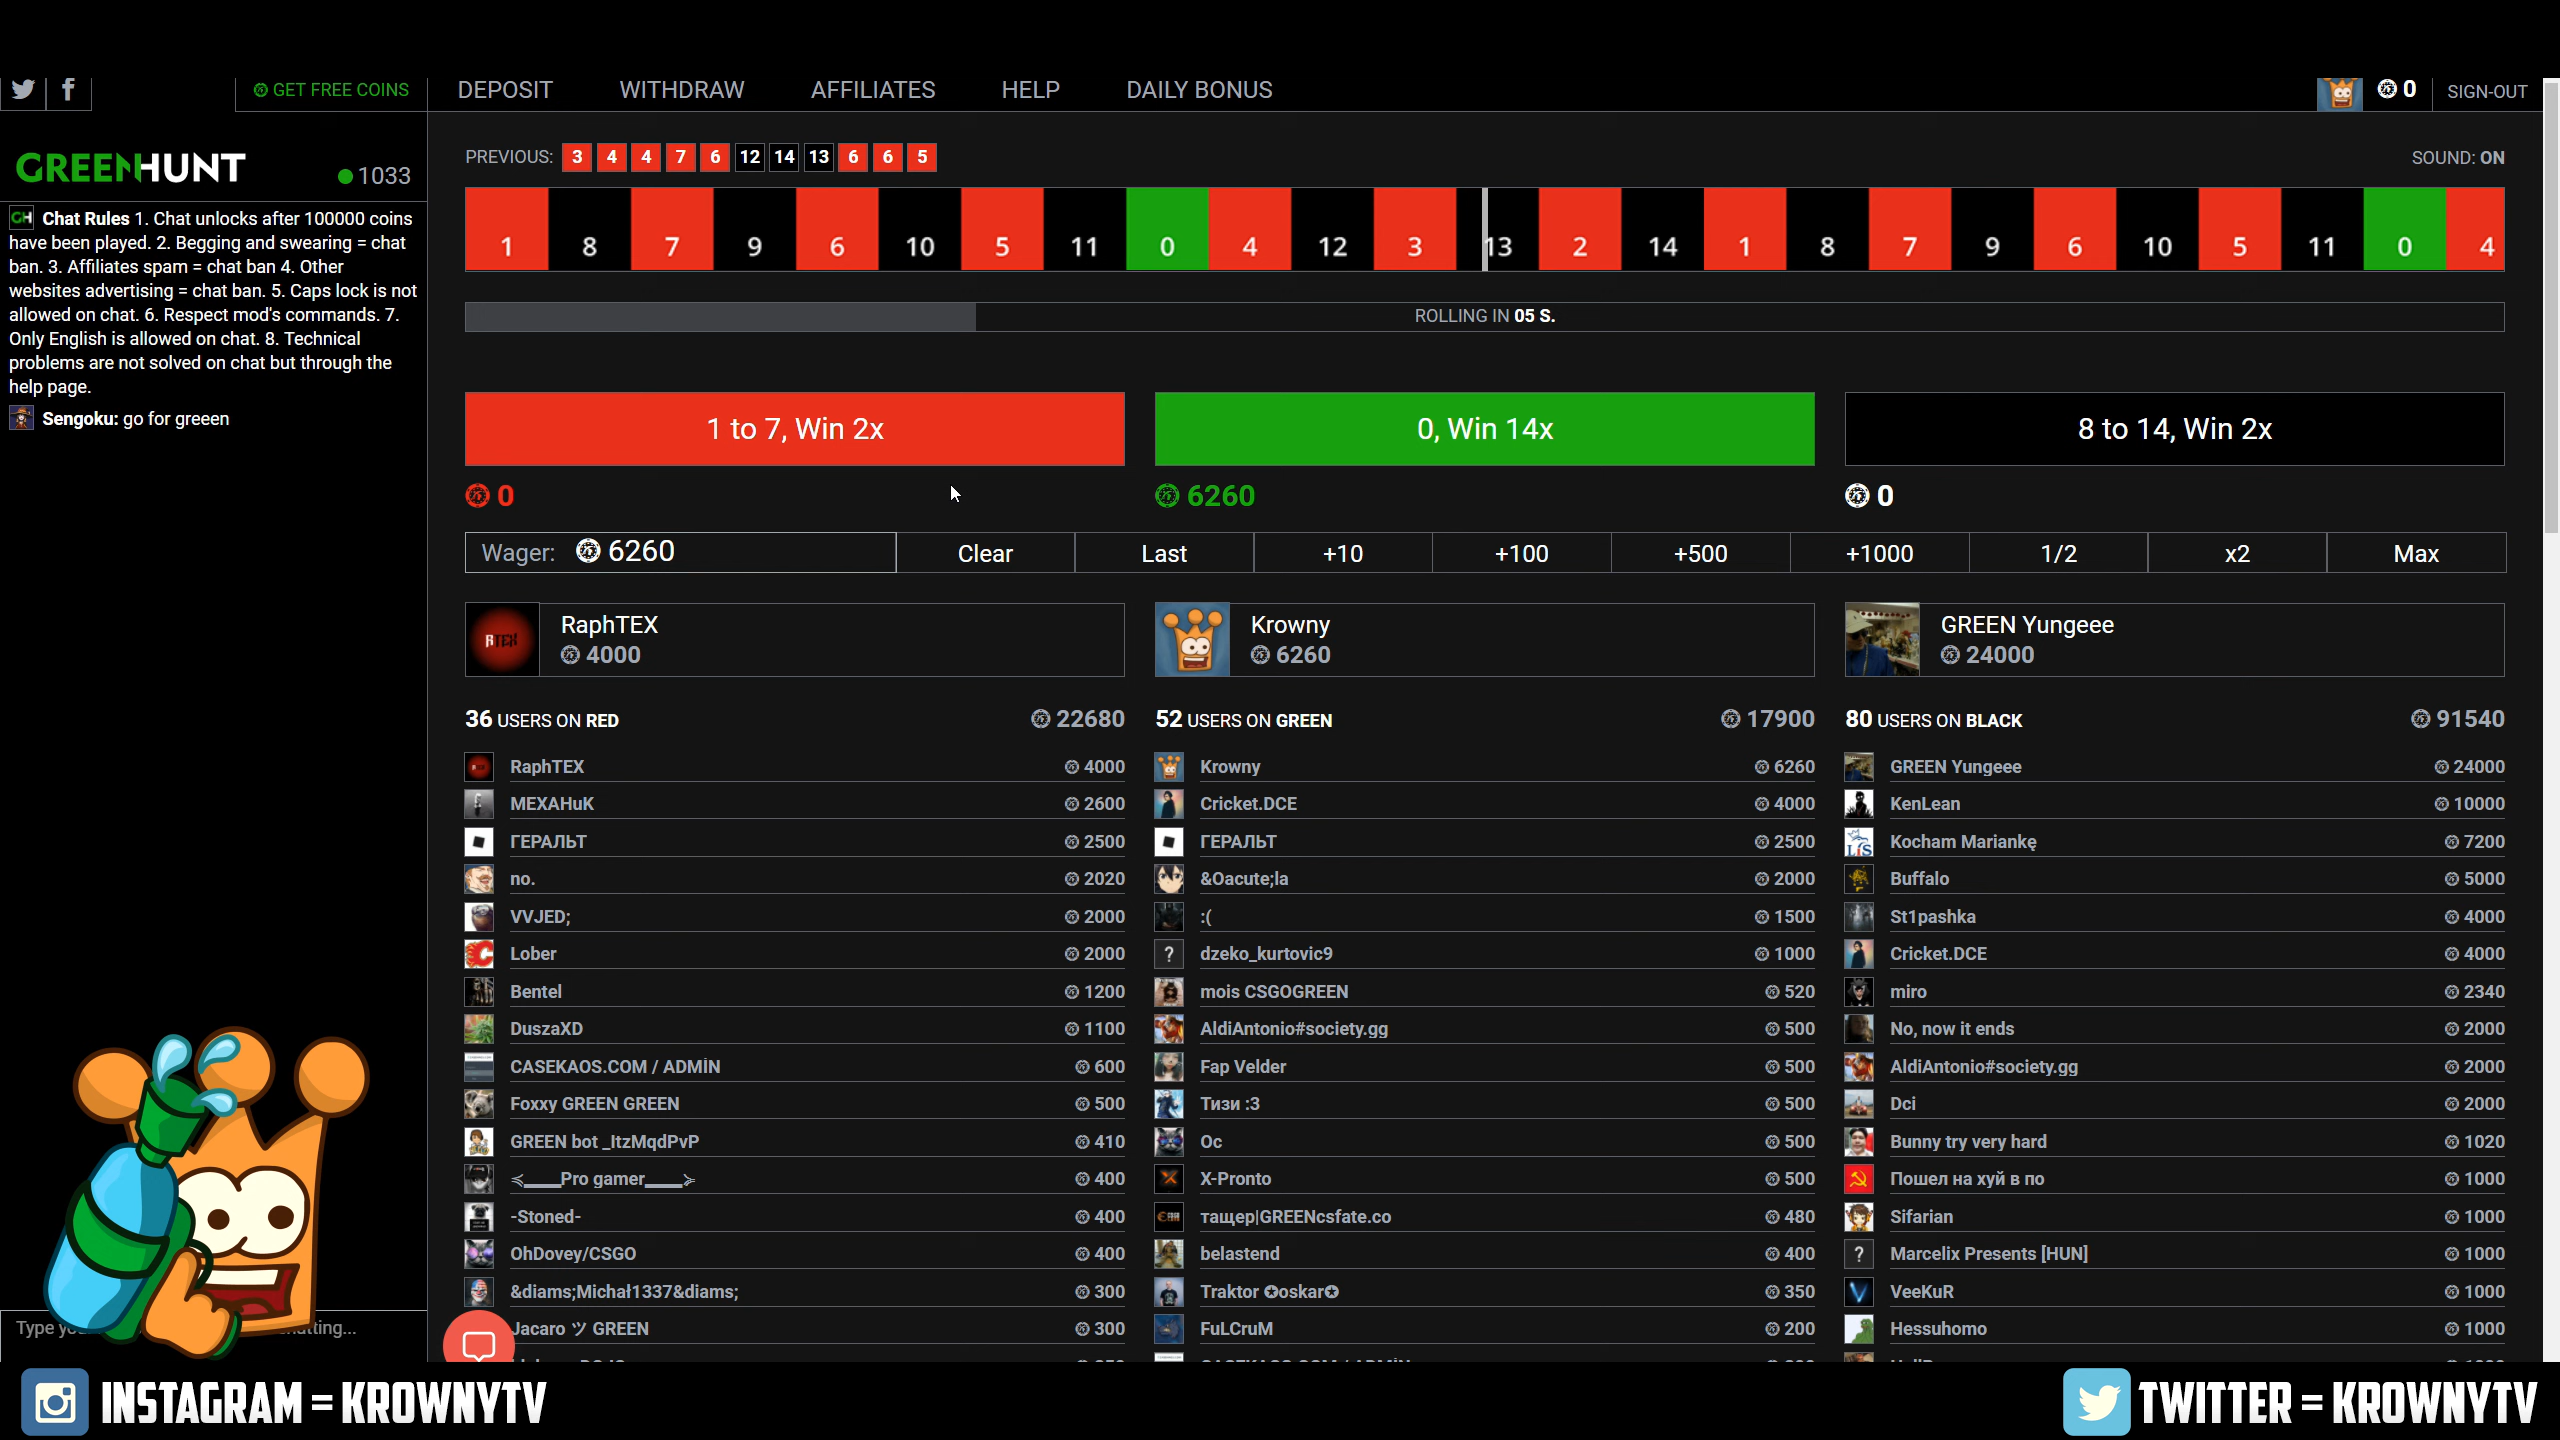 GET FREE COINS
DEPOSIT WITHDRAW AFFILIATES HELP DAILY BONUS
0 SIGN-OUT
GREENHUNT
1033
GH Chat Rules 1. Chat unlocks after 100000 coins
have been played. 2. Begging and swearing = chat
ban. 3. Affiliates spam = chat ban 4. Other
websites advertising = chat ban. 5. Caps lock is not
allowed on chat. 6. Respect mod's commands. 7.
Only English is allowed on chat. 8. Technical
problems are not solved on chat but through the
help page.
Sengoku: go for greeen
PREVIOUS: 3 4 4 7 6 12 14 13 6 6 5
SOUND: ON
1 8 7 9 6 10 5 11 0 4 12 3 13 2 14 1 8 7 9 6 10 5 11 0 4
ROLLING IN 05 S.
1 to 7, Win 2x
0, Win 14x
8 to 14, Win 2x
0
6260
0
Wager: 6260 Clear Last +10 +100 +500 +1000 1/2 x2 Max
RaphTEX
4000
Krowny
6260
GREEN Yungeee
24000
36 USERS ON RED 22680
RaphTEX 4000
MEXAHuK 2600
ГЕРАЛЬТ 2500
no. 2020
VVJED; 2000
Lober 2000
Bentel 1200
DuszaXD 1100
CASEKAOS.COM / ADMİN 600
Foxxy GREEN GREEN 500
GREEN bot _ItzMqdPvP 410
⋞____Pro gamer____⋟ 400
-Stoned- 400
OhDovey/CSGO 400
&diams;Michał1337&diams; 300
Jacaro ツ GREEN 300
52 USERS ON GREEN 17900
Krowny 6260
Cricket.DCE 4000
ГЕРАЛЬТ 2500
&Oacute;la 2000
:( 1500
dzeko_kurtovic9 1000
mois CSGOGREEN 520
AldiAntonio#society.gg 500
Fap Velder 500
Тизи :3 500
Oc 500
X-Pronto 500
тащер|GREENcsfate.co 480
belastend 400
Traktor ✪oskar✪ 350
FuLCruM 200
80 USERS ON BLACK 91540
GREEN Yungeee 24000
KenLean 10000
Kocham Mariankę 7200
Buffalo 5000
St1pashka 4000
Cricket.DCE 4000
miro 2340
No, now it ends 2000
AldiAntonio#society.gg 2000
Dci 2000
Bunny try very hard 1020
Пошел на хуй в по 1000
Sifarian 1000
Marcelix Presents [HUN] 1000
VeeKuR 1000
Hessuhomo 1000
INSTAGRAM = KROWNYTV
TWITTER = KROWNYTV